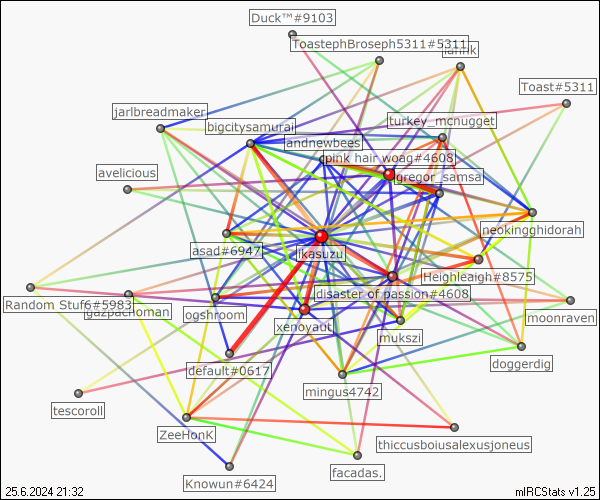 Duck™#9103
ToastephBroseph5311#5311
Toast#5311
jarlbreadmaker
turkey_mcnugget
bigcitysamurai
andnewbees
pink hair woag#4608
avelicious
gregor_samsa
neokingghidorah
asad#6947
jikasuzu
Heighleaigh#8575
disaster of passion#4608
Random Stuf6#5983
gazpachoman
ogshroom
moonraven
xenoyaut
mukszi
doggerdig
default#0617
mingus4742
tescoroll
ZeeHonK
thiccusboiusalexusjoneus
facadas.
Knowun#6424
25.6.2024 21:32
mIRCStats v1.25